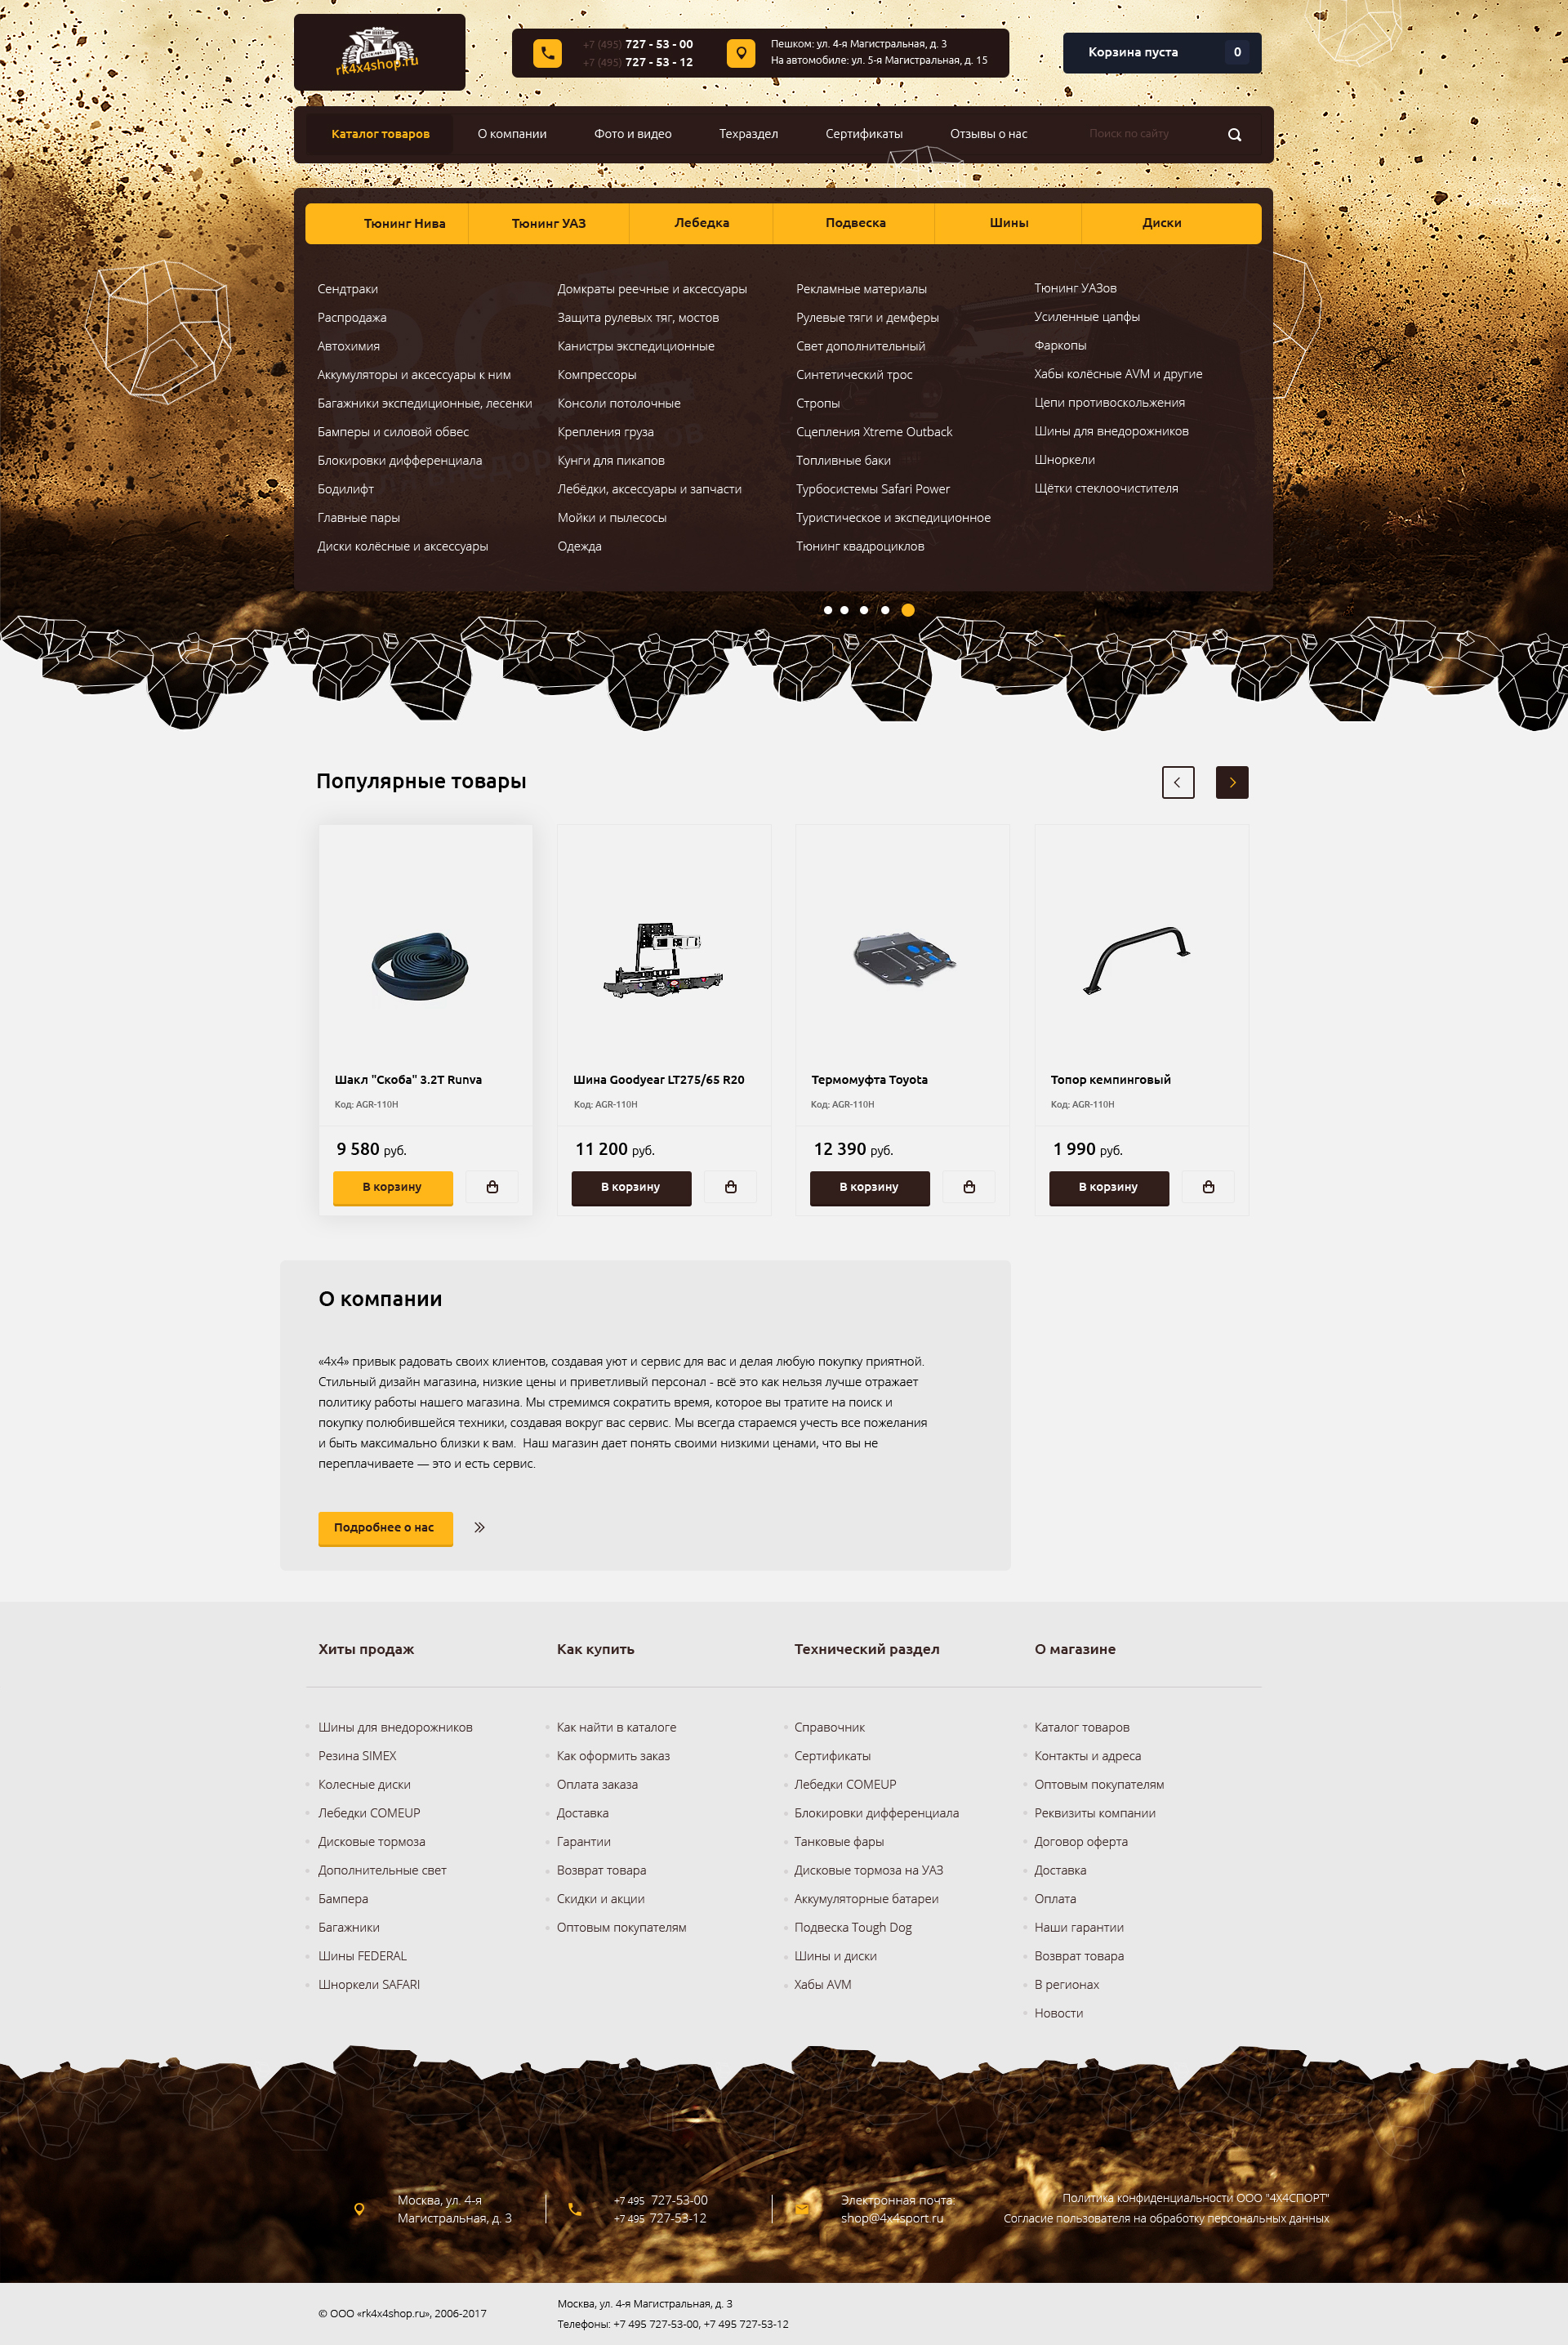 rk4x4shop.ru
+7 (495) 727 - 53 - 00
+7 (495) 727 - 53 - 12
Пешком: ул. 4-я Магистральная, д. 3
На автомобиле: ул. 5-я Магистральная, д. 15
Корзина пуста 0
Каталог товаров О компании Фото и видео Техраздел Сертификаты Отзывы о нас Поиск по сайту
Тюнинг Нива Тюнинг УАЗ Лебедка Подвеска Шины Диски
Сендтраки
Распродажа
Автохимия
Аккумуляторы и аксессуары к ним
Багажники экспедиционные, лесенки
Бамперы и силовой обвес
Блокировки дифференциала
Бодилифт
Главные пары
Диски колёсные и аксессуары
Домкраты реечные и аксессуары
Защита рулевых тяг, мостов
Канистры экспедиционные
Компрессоры
Консоли потолочные
Крепления груза
Кунги для пикапов
Лебёдки, аксессуары и запчасти
Мойки и пылесосы
Одежда
Рекламные материалы
Рулевые тяги и демферы
Свет дополнительный
Синтетический трос
Стропы
Сцепления Xtreme Outback
Топливные баки
Турбосистемы Safari Power
Туристическое и экспедиционное
Тюнинг квадроциклов
Тюнинг УАЗов
Усиленные цапфы
Фаркопы
Хабы колёсные AVM и другие
Цепи противоскольжения
Шины для внедорожников
Шноркели
Щётки стеклоочистителя
Популярные товары
Шакл "Скоба" 3.2T Runva
Код: AGR-110H
9 580 руб.
В корзину
Шина Goodyear LT275/65 R20
Код: AGR-110H
11 200 руб.
В корзину
Термомуфта Toyota
Код: AGR-110H
12 390 руб.
В корзину
Топор кемпинговый
Код: AGR-110H
1 990 руб.
В корзину
О компании
«4х4» привык радовать своих клиентов, создавая уют и сервис для вас и делая любую покупку приятной.
Стильный дизайн магазина, низкие цены и приветливый персонал - всё это как нельзя лучше отражает
политику работы нашего магазина. Мы стремимся сократить время, которое вы тратите на поиск и
покупку полюбившейся техники, создавая вокруг вас сервис. Мы всегда стараемся учесть все пожелания
и быть максимально близки к вам. Наш магазин дает понять своими низкими ценами, что вы не
переплачиваете — это и есть сервис.
Подробнее о нас
Хиты продаж
Шины для внедорожников
Резина SIMEX
Колесные диски
Лебедки COMEUP
Дисковые тормоза
Дополнительные свет
Бампера
Багажники
Шины FEDERAL
Шноркели SAFARI
Как купить
Как найти в каталоге
Как оформить заказ
Оплата заказа
Доставка
Гарантии
Возврат товара
Скидки и акции
Оптовым покупателям
Технический раздел
Справочник
Сертификаты
Лебедки COMEUP
Блокировки дифференциала
Танковые фары
Дисковые тормоза на УАЗ
Аккумуляторные батареи
Подвеска Tough Dog
Шины и диски
Хабы AVM
О магазине
Каталог товаров
Контакты и адреса
Оптовым покупателям
Реквизиты компании
Договор оферта
Доставка
Оплата
Наши гарантии
Возврат товара
В регионах
Новости
Москва, ул. 4-я
Магистральная, д. 3
+7 495 727-53-00
+7 495 727-53-12
Электронная почта:
shop@4x4sport.ru
Политика конфиденциальности ООО "4Х4СПОРТ"
Согласие пользователя на обработку персональных данных
© ООО «rk4x4shop.ru», 2006-2017
Москва, ул. 4-я Магистральная, д. 3
Телефоны: +7 495 727-53-00, +7 495 727-53-12